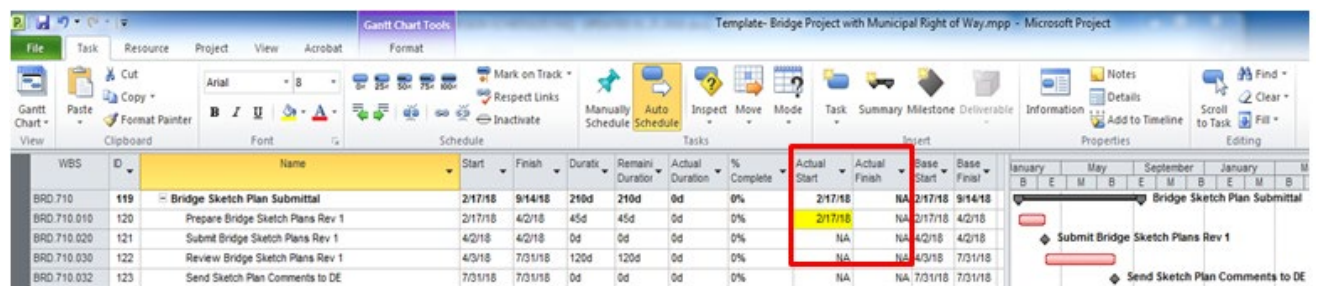 Gantt Chart Tools
Template- Bridge Project with Municipal Right of Way.mpp - Microsoft Project
File Task Resource Project View Acrobat Format
Gantt Chart
View
Paste
Cut
Copy
Format Painter
Clipboard
Arial 8
B I U A
Font
0% 25% 50% 75% 100%
Mark on Track
Respect Links
Inactivate
Schedule
Manually Schedule
Auto Schedule
Inspect Move Mode
Tasks
Task Summary Milestone Deliverable
Insert
Information
Notes
Details
Add to Timeline
Properties
Scroll to Task
Find
Clear
Fill
Editing
WBS ID Name Start Finish Duratic Remaini Duration Actual Duration % Complete Actual Start Actual Finish Base Start Base Finisl
January May September January M
B E M B E M B E M B
BRD.710 119 Bridge Sketch Plan Submittal 2/17/18 9/14/18 210d 210d 0d 0% 2/17/18 NA 2/17/18 9/14/18 Bridge Sketch Plan Submittal
BRD.710.010 120 Prepare Bridge Sketch Plans Rev 1 2/17/18 4/2/18 45d 45d 0d 0% 2/17/18 NA 2/17/18 4/2/18
BRD.710.020 121 Submit Bridge Sketch Plans Rev 1 4/2/18 4/2/18 0d 0d 0d 0% NA NA 4/2/18 4/2/18 Submit Bridge Sketch Plans Rev 1
BRD.710.030 122 Review Bridge Sketch Plans Rev 1 4/3/18 7/31/18 120d 120d 0d 0% NA NA 4/3/18 7/31/18
BRD.710.032 123 Send Sketch Plan Comments to DE 7/31/18 7/31/18 0d 0d 0d 0% NA NA 7/31/18 7/31/18 Send Sketch Plan Comments to DE